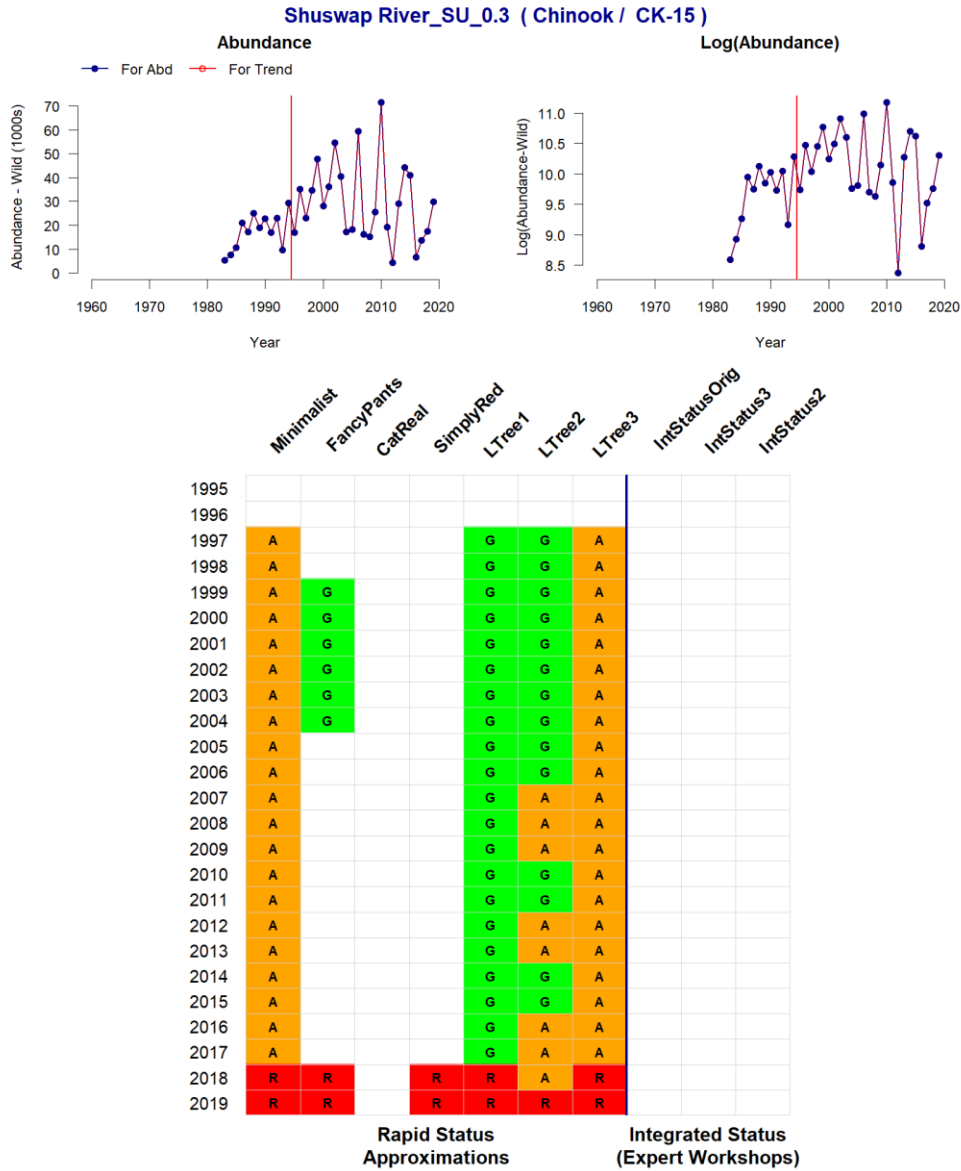 Shuswap River_SU_0.3 ( Chinook / CK-15 )
Abundance
For Abd For Trend
Abundance - Wild (1000s)
70
60
50
40
30
20
10
0
1960 1970 1980 1990 2000 2010 2020
Year
Log(Abundance)
Log(Abundance-Wild)
11.0
10.5
10.0
9.5
9.0
8.5
1960 1970 1980 1990 2000 2010 2020
Year
Minimalist FancyPants CatReal SimplyRed LTree1 LTree2 LTree3 IntStatusOrig IntStatus3 IntStatus2
1995
1996
1997 A G G A
1998 A G G A
1999 A G G G A
2000 A G G G A
2001 A G G G A
2002 A G G G A
2003 A G G G A
2004 A G G G A
2005 A G G A
2006 A G G A
2007 A G A A
2008 A G A A
2009 A G A A
2010 A G G A
2011 A G G A
2012 A G A A
2013 A G A A
2014 A G G A
2015 A G G A
2016 A G A A
2017 A G A A
2018 R R R R A R
2019 R R R R R R
Rapid Status
Approximations
Integrated Status
(Expert Workshops)